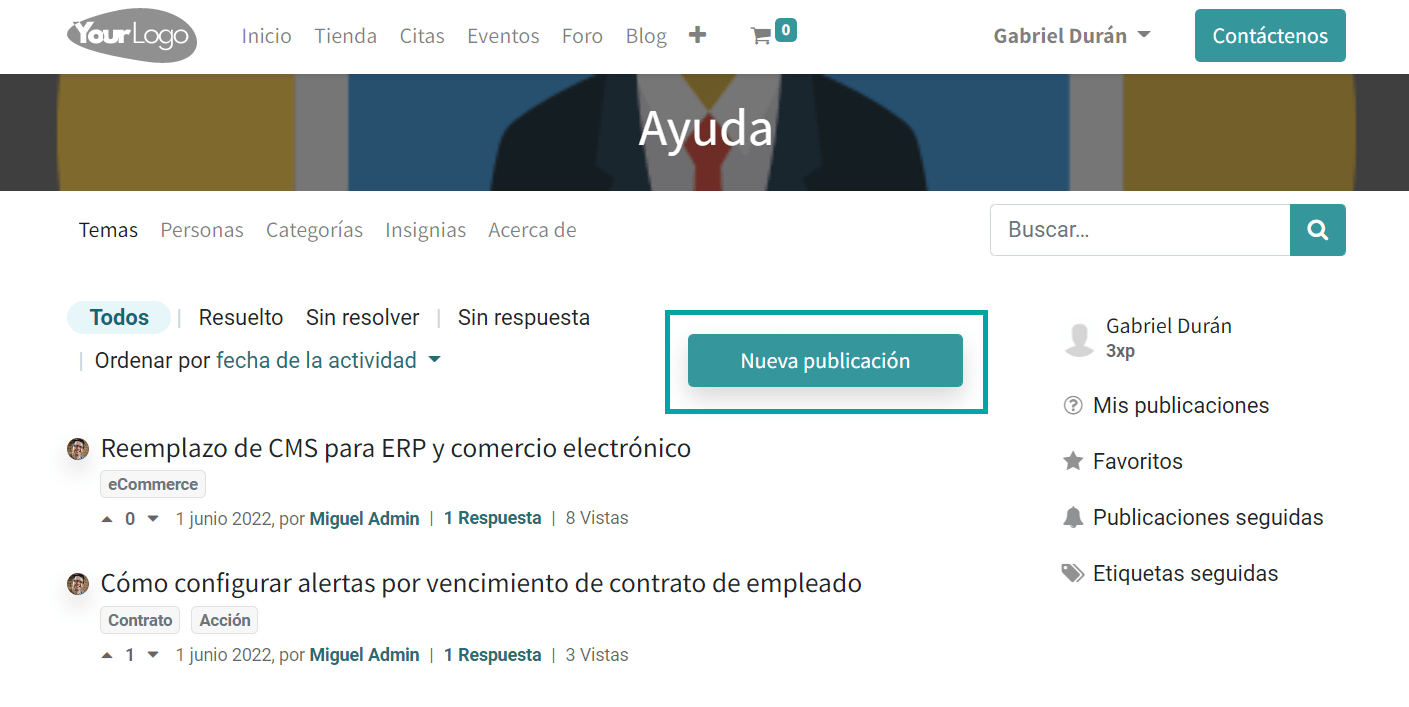 YourLogo Inicio Tienda Citas Eventos Foro Blog 0 Gabriel Durán Contáctenos
Ayuda
Temas Personas Categorías Insignias Acerca de Buscar...
Todos | Resuelto Sin resolver | Sin respuesta
| Ordenar por fecha de la actividad
Nueva publicación
Gabriel Durán
3xp
Mis publicaciones
Favoritos
Publicaciones seguidas
Etiquetas seguidas
Reemplazo de CMS para ERP y comercio electrónico
eCommerce
0 1 junio 2022, por Miguel Admin | 1 Respuesta | 8 Vistas
Cómo configurar alertas por vencimiento de contrato de empleado
Contrato Acción
1 1 junio 2022, por Miguel Admin | 1 Respuesta | 3 Vistas